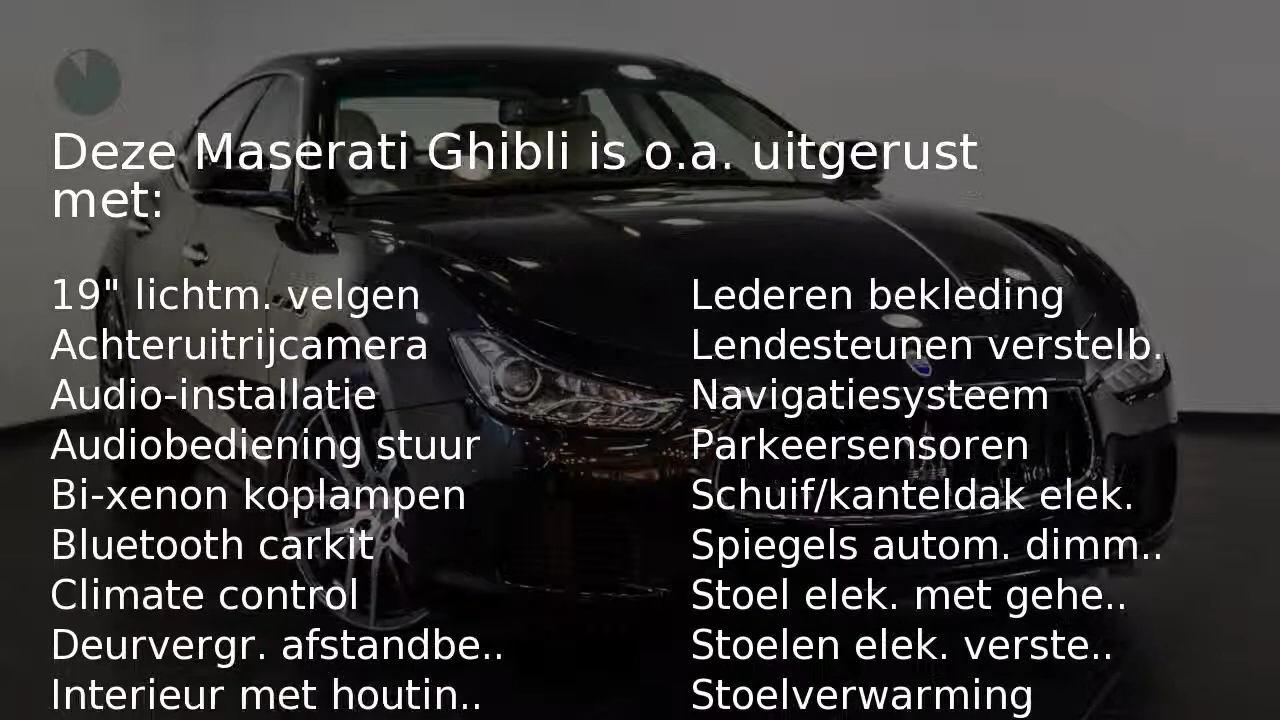 Deze Maserati Ghibli is o.a. uitgerust
met:
19" lichtm. velgen
Achteruitrijcamera
Audio-installatie
Audiobediening stuur
Bi-xenon koplampen
Bluetooth carkit
Climate control
Deurvergr. afstandbe..
Interieur met houtin..
Lederen bekleding
Lendesteunen verstelb.
Navigatiesysteem
Parkeersensoren
Schuif/kanteldak elek.
Spiegels autom. dimm..
Stoel elek. met gehe..
Stoelen elek. verste..
Stoelverwarming